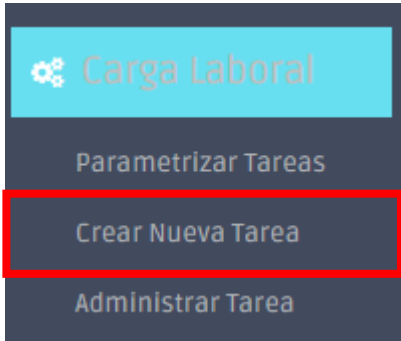 Carga Laboral
Parametrizar Tareas
Crear Nueva Tarea
Administrar Tarea